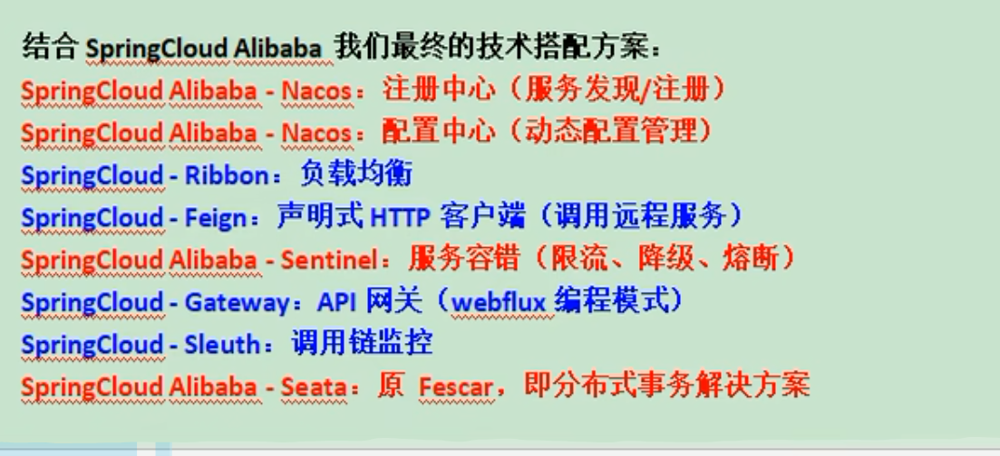 结合 SpringCloud Alibaba 我们最终的技术搭配方案：
SpringCloud Alibaba - Nacos：注册中心（服务发现/注册）
SpringCloud Alibaba - Nacos：配置中心（动态配置管理）
SpringCloud - Ribbon：负载均衡
SpringCloud - Feign：声明式 HTTP 客户端（调用远程服务）
SpringCloud Alibaba - Sentinel：服务容错（限流、降级、熔断）
SpringCloud - Gateway：API 网关（webflux 编程模式）
SpringCloud - Sleuth：调用链监控
SpringCloud Alibaba - Seata：原 Fescar，即分布式事务解决方案